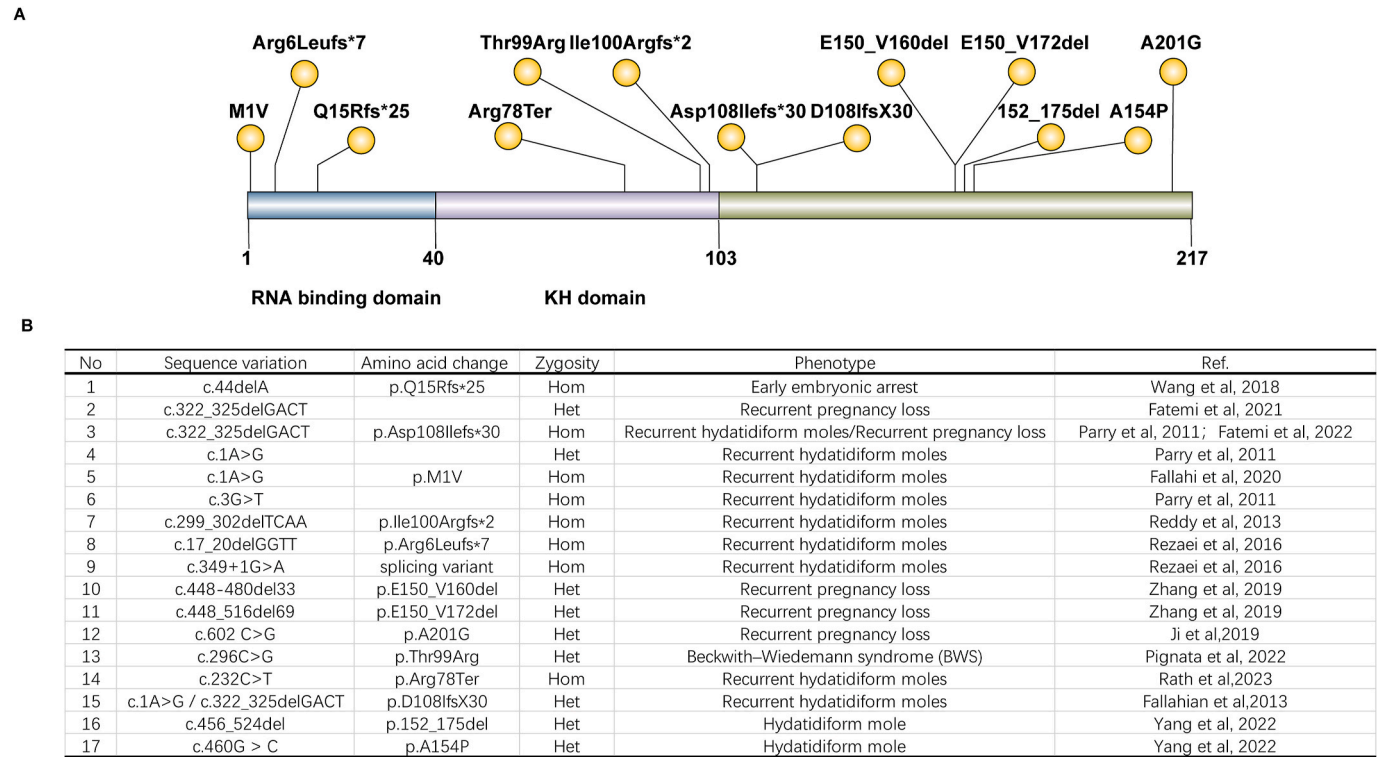 A
Arg6Leufs*7 Thr99Arg Ile100Argfs*2 E150_V160del E150_V172del A201G
M1V Q15Rfs*25 Arg78Ter Asp108Ilefs*30 D108IfsX30 152_175del A154P
1 40 103 217
RNA binding domain KH domain
B
No Sequence variation Amino acid change Zygosity Phenotype Ref.
1 c.44delA p.Q15Rfs*25 Hom Early embryonic arrest Wang et al, 2018
2 c.322_325delGACT Het Recurrent pregnancy loss Fatemi et al, 2021
3 c.322_325delGACT p.Asp108Ilefs*30 Hom Recurrent hydatidiform moles/Recurrent pregnancy loss Parry et al, 2011； Fatemi et al, 2022
4 c.1A>G Het Recurrent hydatidiform moles Parry et al, 2011
5 c.1A>G p.M1V Hom Recurrent hydatidiform moles Fallahi et al, 2020
6 c.3G>T Hom Recurrent hydatidiform moles Parry et al, 2011
7 c.299_302delTCAA p.Ile100Argfs*2 Hom Recurrent hydatidiform moles Reddy et al, 2013
8 c.17_20delGGTT p.Arg6Leufs*7 Hom Recurrent hydatidiform moles Rezaei et al, 2016
9 c.349+1G>A splicing variant Hom Recurrent hydatidiform moles Rezaei et al, 2016
10 c.448-480del33 p.E150_V160del Het Recurrent pregnancy loss Zhang et al, 2019
11 c.448_516del69 p.E150_V172del Het Recurrent pregnancy loss Zhang et al, 2019
12 c.602 C>G p.A201G Het Recurrent pregnancy loss Ji et al,2019
13 c.296C>G p.Thr99Arg Het Beckwith–Wiedemann syndrome (BWS) Pignata et al, 2022
14 c.232C>T p.Arg78Ter Hom Recurrent hydatidiform moles Rath et al,2023
15 c.1A>G / c.322_325delGACT p.D108IfsX30 Het Recurrent hydatidiform moles Fallahian et al,2013
16 c.456_524del p.152_175del Het Hydatidiform mole Yang et al, 2022
17 c.460G > C p.A154P Het Hydatidiform mole Yang et al, 2022